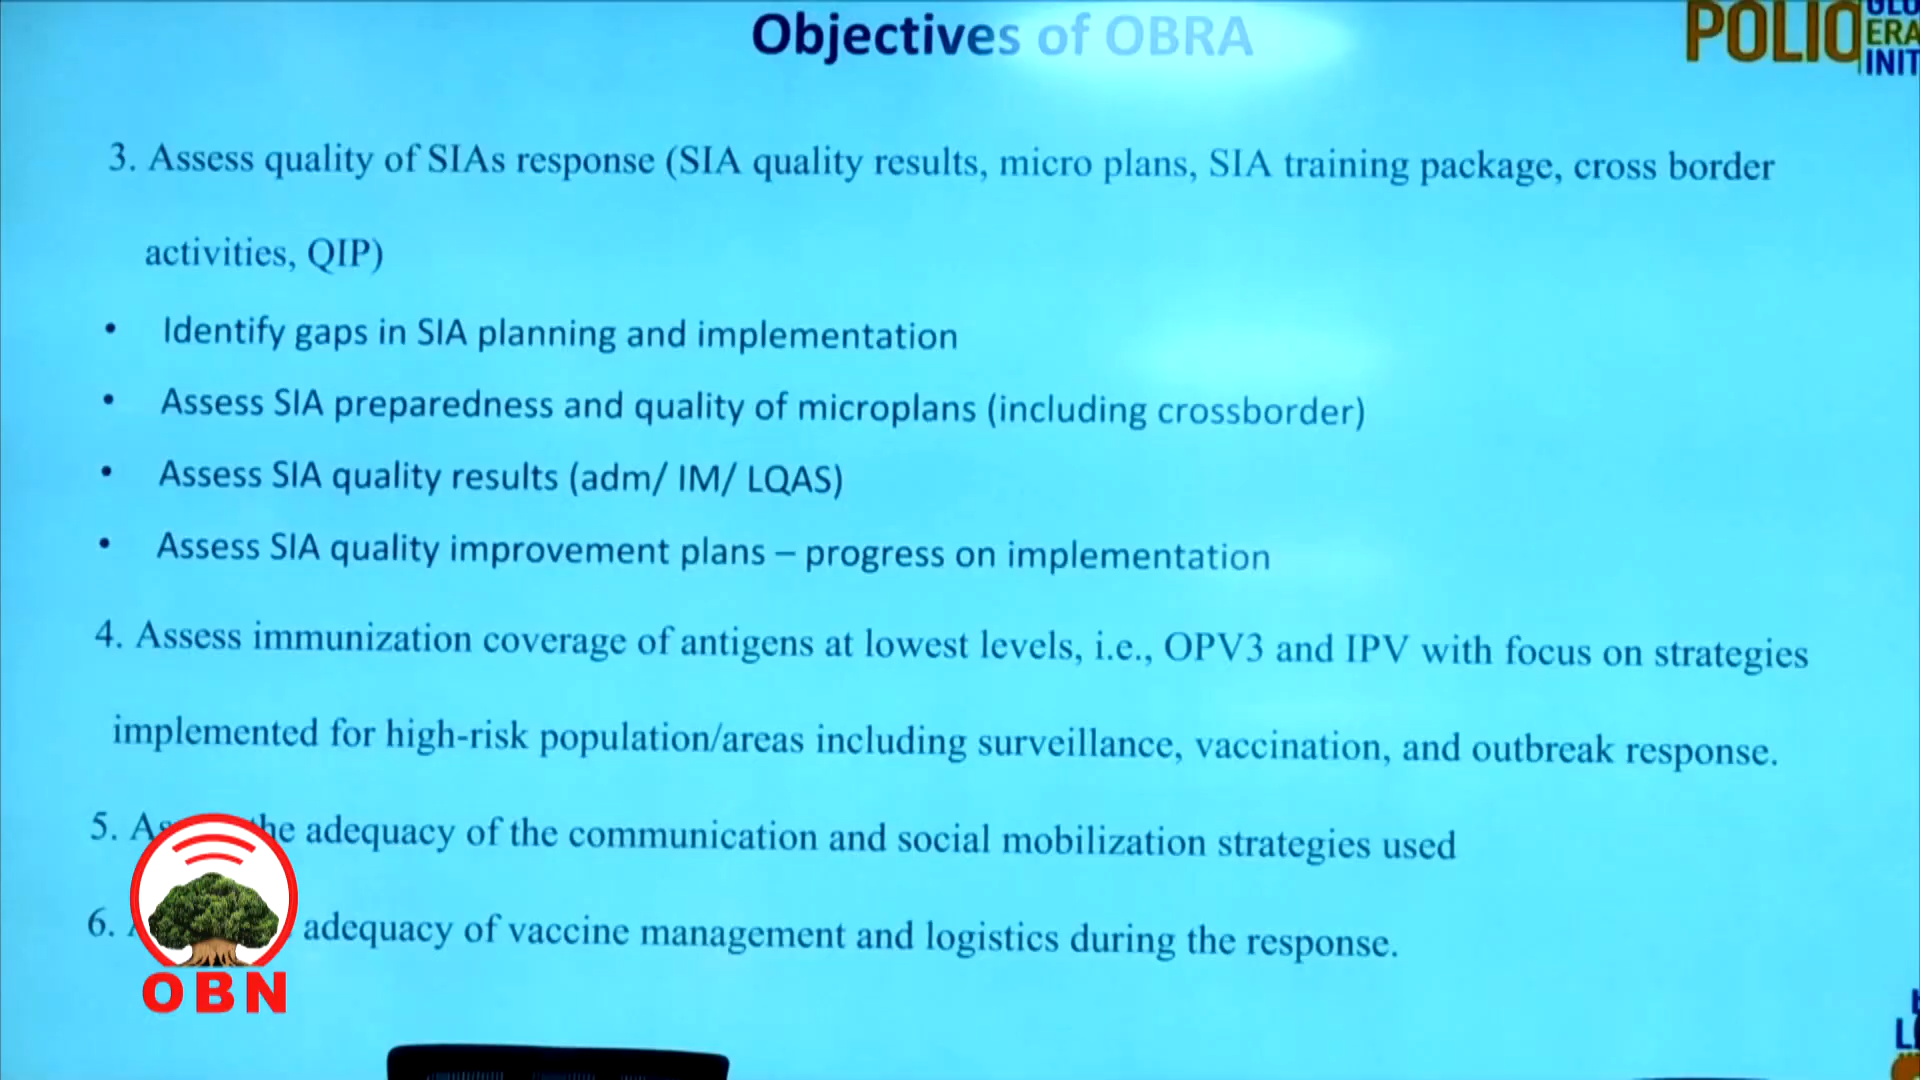 Objectives of OBRA
POLIO
ERA
INIT
3. Assess quality of SIAs response (SIA quality results, micro plans, SIA training package, cross border
activities, QIP)
• Identify gaps in SIA planning and implementation
• Assess SIA preparedness and quality of microplans (including crossborder)
• Assess SIA quality results (adm/ IM/ LQAS)
• Assess SIA quality improvement plans – progress on implementation
4. Assess immunization coverage of antigens at lowest levels, i.e., OPV3 and IPV with focus on strategies
implemented for high-risk population/areas including surveillance, vaccination, and outbreak response.
5. adequacy of the communication and social mobilization strategies used
6. adequacy of vaccine management and logistics during the response.
OBN